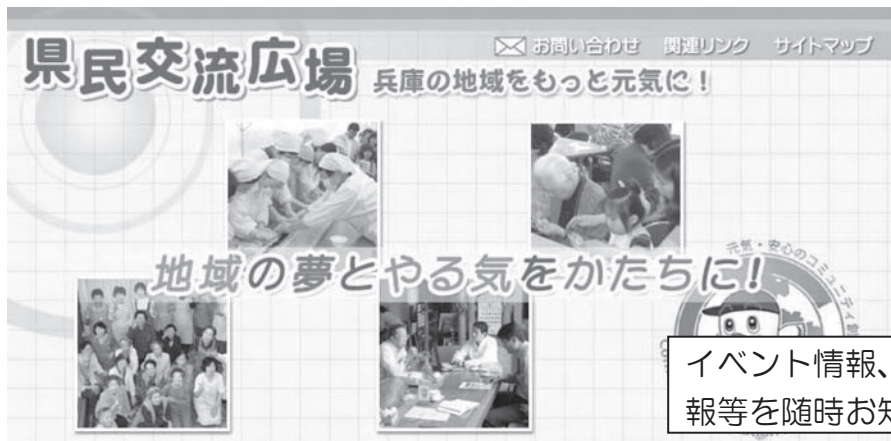 お問い合わせ 関連リンク サイトマップ
県民交流広場 兵庫の地域をもっと元気に!
地域の夢とやる気をかたちに!
元気・安心のコミュニティ創
イベント情報、
報等を随時お知